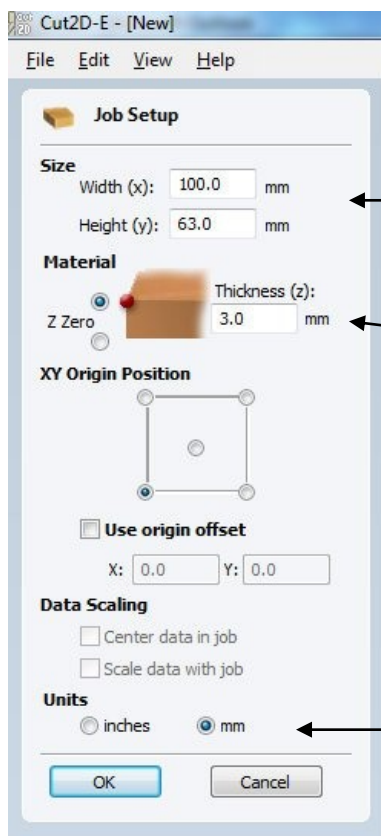 Cut2D-E - [New]
File Edit View Help
Job Setup
Size
Width (x): 100.0 mm
Height (y): 63.0 mm
Material
Thickness (z):
Z Zero 3.0 mm
XY Origin Position
Use origin offset
X: 0.0 Y: 0.0
Data Scaling
Center data in job
Scale data with job
Units
inches mm
OK Cancel